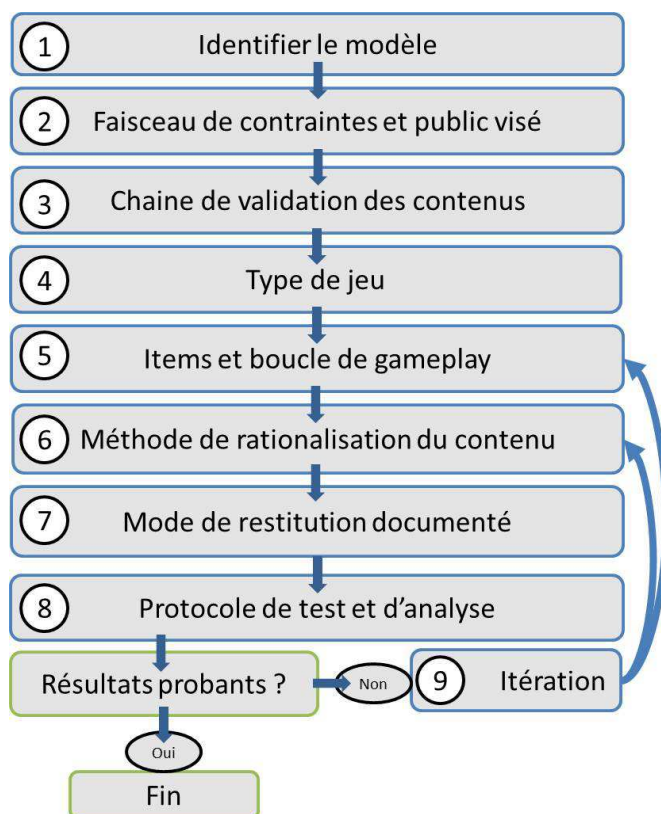 1 Identifier le modèle
2 Faisceau de contraintes et public visé
3 Chaine de validation des contenus
4 Type de jeu
5 Items et boucle de gameplay
6 Méthode de rationalisation du contenu
7 Mode de restitution documenté
8 Protocole de test et d’analyse
Résultats probants ? Non 9 Itération
Oui
Fin